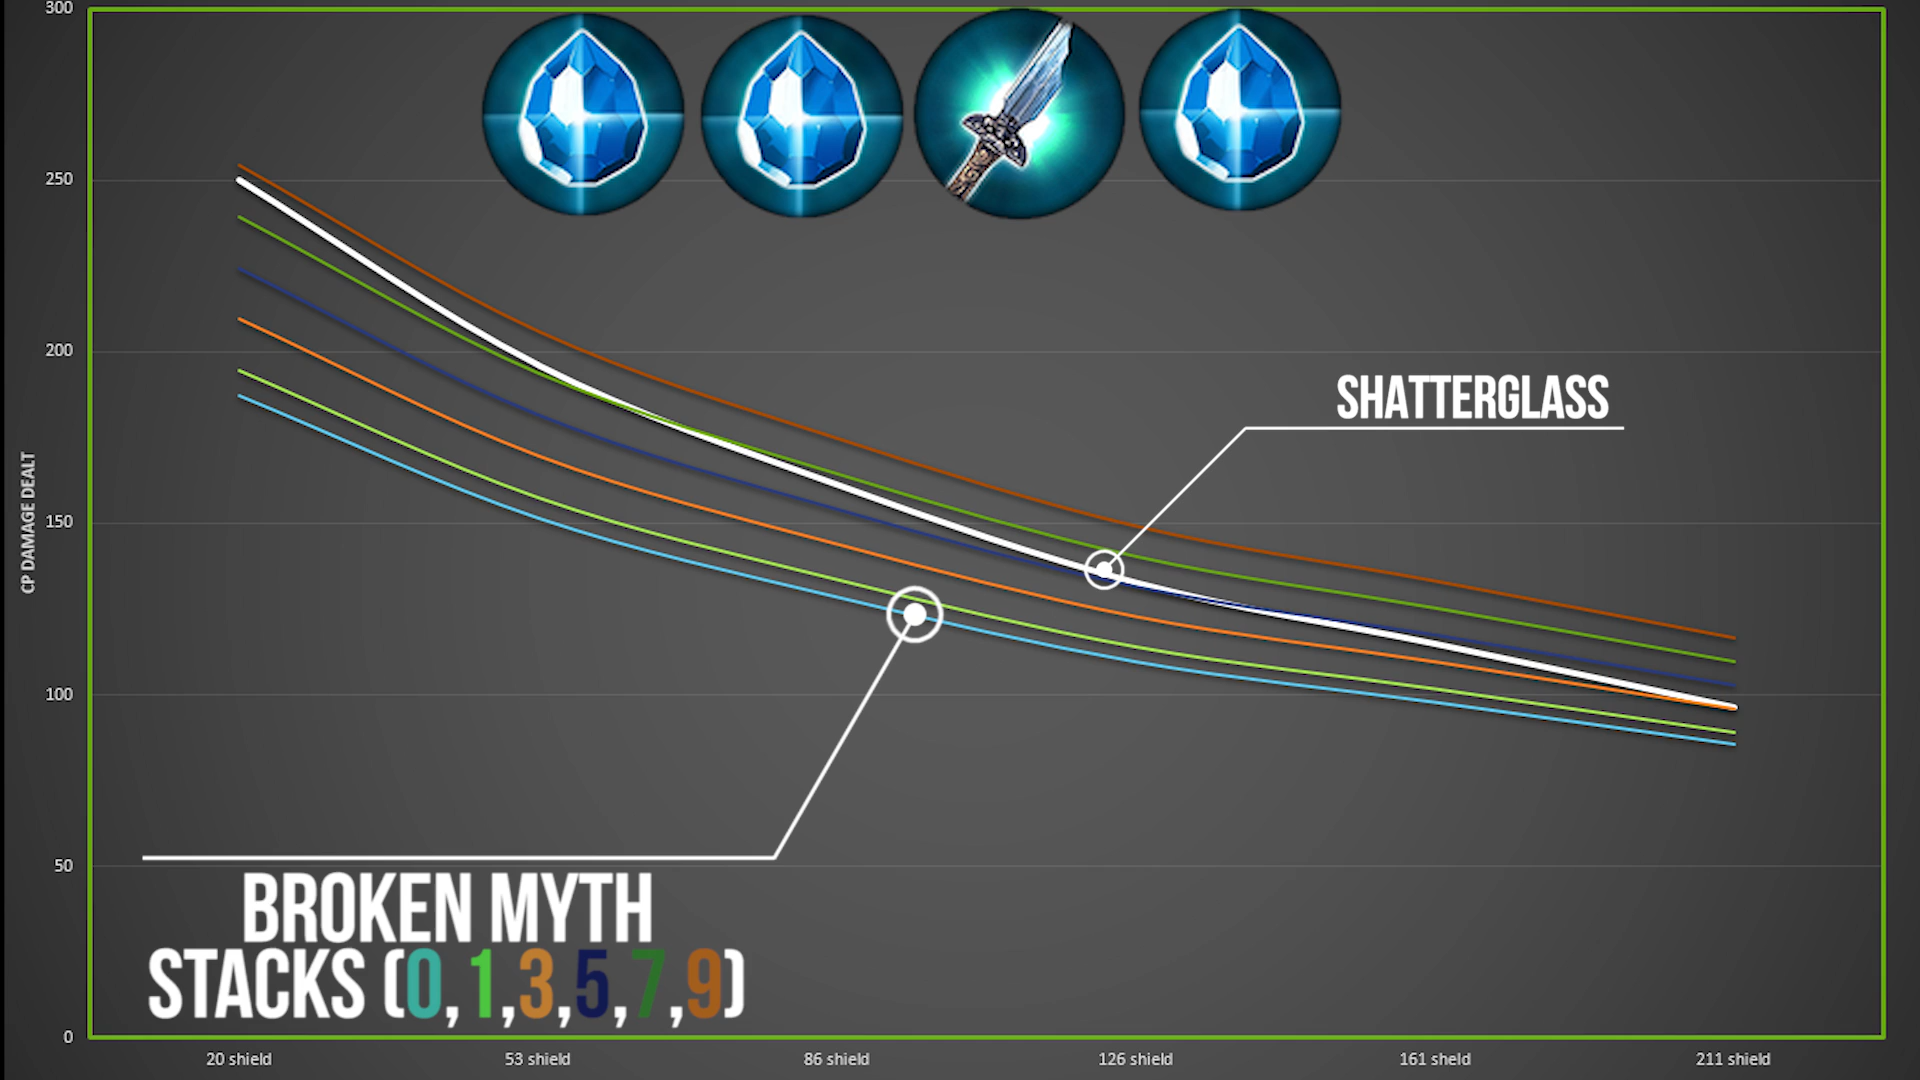 300
250
200
150
100
50
0
CP DAMAGE DEALT
SHATTERGLASS
BROKEN MYTH
STACKS (0,1,3,5,7,9)
20 shield
53 shield
86 shield
126 shield
161 shield
211 shield